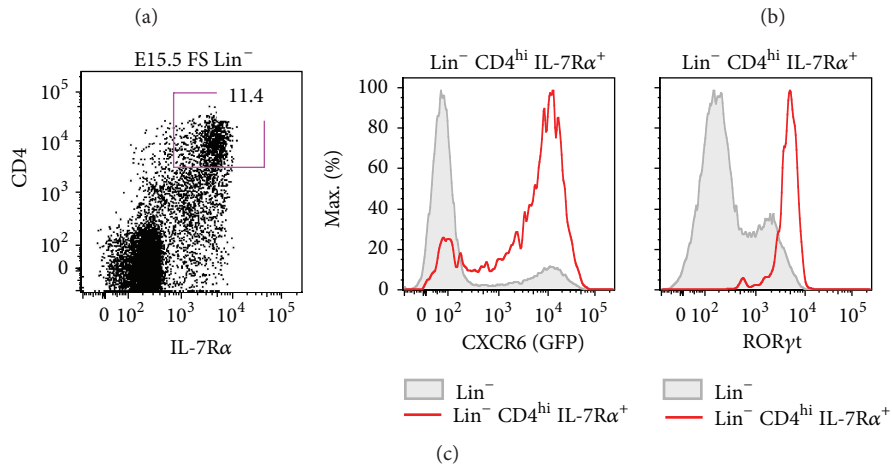 (a)
(b)
E15.5 FS Lin⁻
11.4
CD4
10⁵
10⁴
10³
10²
0
0 10² 10³ 10⁴ 10⁵
IL-7Rα
Lin⁻ CD4ʰⁱ IL-7Rα⁺
Max. (%)
100
80
60
40
20
0
0 10² 10³ 10⁴ 10⁵
CXCR6 (GFP)
Lin⁻
Lin⁻ CD4ʰⁱ IL-7Rα⁺
Lin⁻ CD4ʰⁱ IL-7Rα⁺
0 10² 10³ 10⁴ 10⁵
RORγt
Lin⁻
Lin⁻ CD4ʰⁱ IL-7Rα⁺
(c)